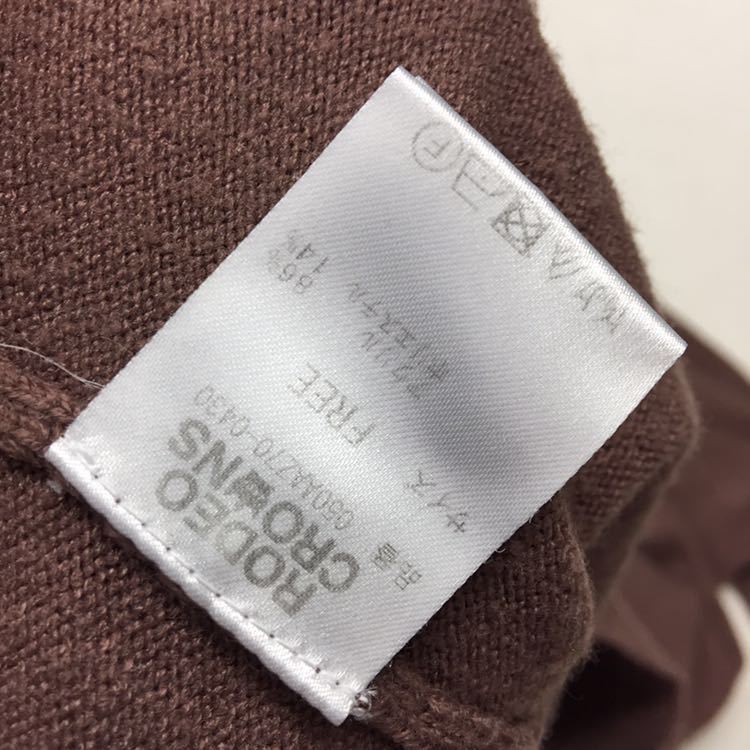 RODEO
CROWNS
品番 060AAZ70-0430
サイズ FREE
アクリル 86%
ポリエステル 14%
F